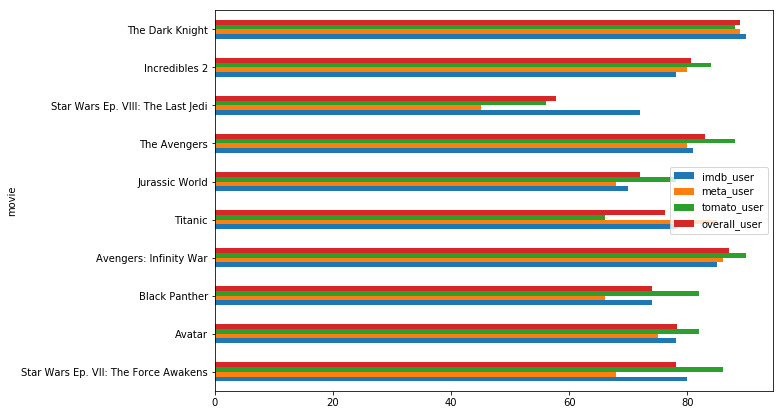 The Dark Knight
Incredibles 2
Star Wars Ep. VIII: The Last Jedi
The Avengers
Jurassic World
Titanic
Avengers: Infinity War
Black Panther
Avatar
Star Wars Ep. VII: The Force Awakens
movie
imdb_user
meta_user
tomato_user
overall_user
0 20 40 60 80